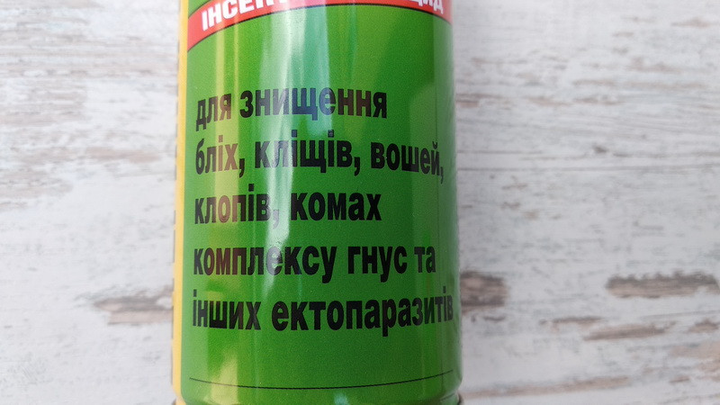 для знищення
бліх, кліщів, вошей,
клопів, комах
комплексу гнус та
інших ектопаразитів